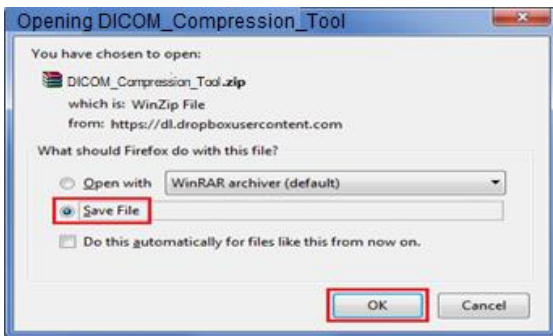 Opening DICOM_Compression_Tool
You have chosen to open:
DICOM_Compression_Tool.zip
which is: WinZip File
from: https://dl.dropboxusercontent.com
What should Firefox do with this file?
Open with WinRAR archiver (default)
Save File
Do this automatically for files like this from now on.
OK Cancel